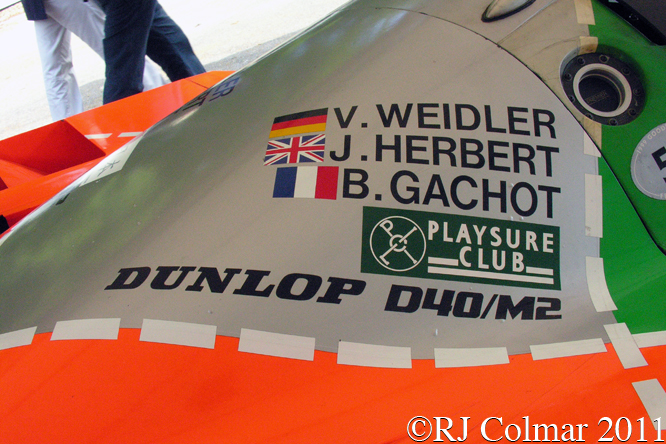 V. WEIDLER
J. HERBERT
B. GACHOT
PLAYSURE
CLUB
DUNLOP D40/M2
©RJ Colmar 2011